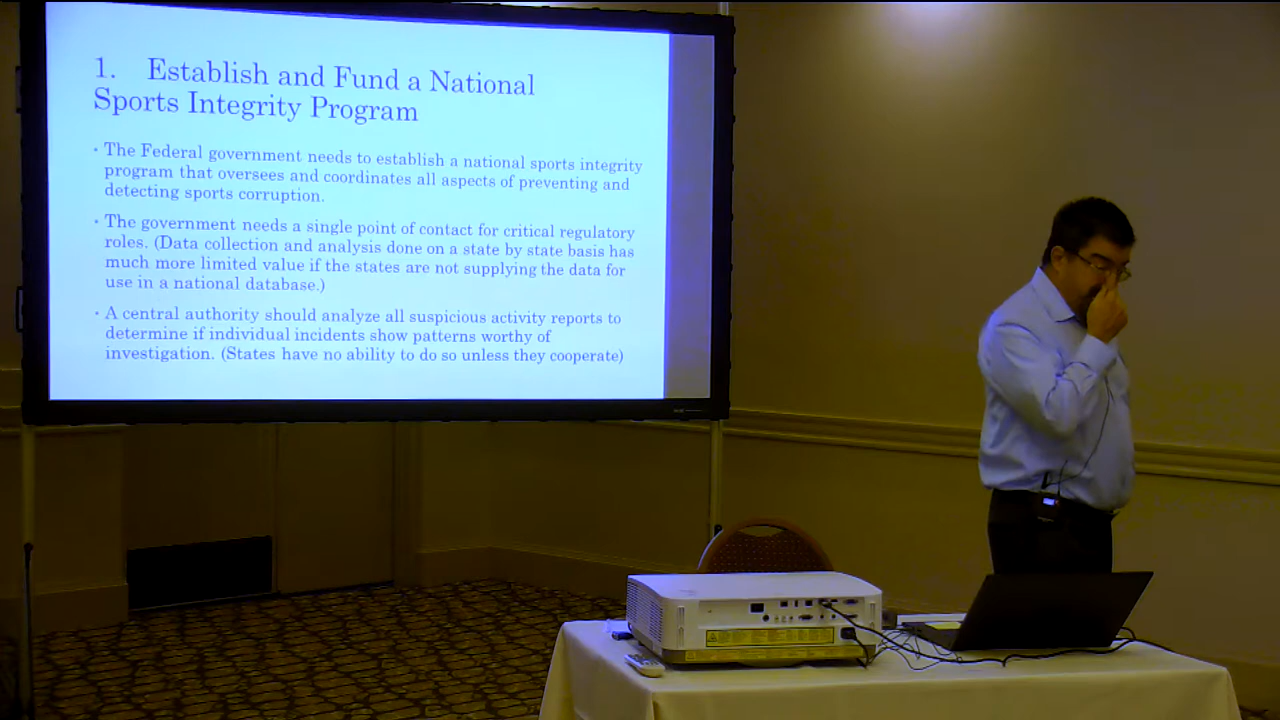 1. Establish and Fund a National
Sports Integrity Program
• The Federal government needs to establish a national sports integrity
program that oversees and coordinates all aspects of preventing and
detecting sports corruption.
• The government needs a single point of contact for critical regulatory
roles. (Data collection and analysis done on a state by state basis has
much more limited value if the states are not supplying the data for
use in a national database.)
• A central authority should analyze all suspicious activity reports to
determine if individual incidents show patterns worthy of
investigation. (States have no ability to do so unless they cooperate)